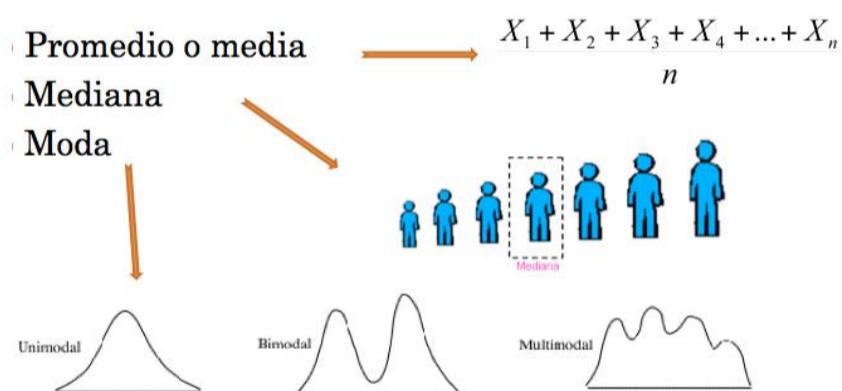 Promedio o media
X₁ + X₂ + X₃ + X₄ + ... + Xₙ
n
Mediana
Moda
Mediana
Unimodal
Bimodal
Multimodal